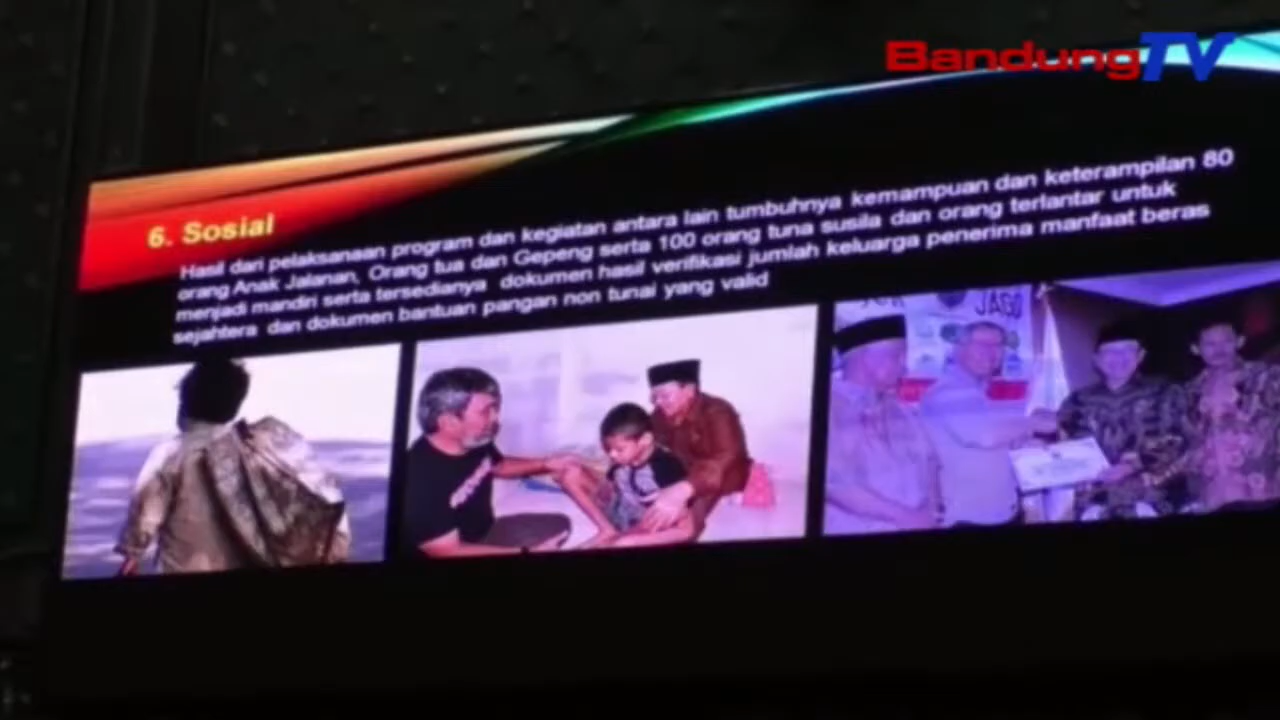 BandungTV
6. Sosial
Hasil dari pelaksanaan program dan kegiatan antara lain tumbuhnya kemampuan dan keterampilan 80
orang Anak Jalanan, Orang tua dan Gepeng serta 100 orang tuna susila dan orang terlantar untuk
menjadi mandiri serta tersedianya dokumen hasil verifikasi jumlah keluarga penerima manfaat beras
sejahtera dan dokumen bantuan pangan non tunai yang valid
JAGO